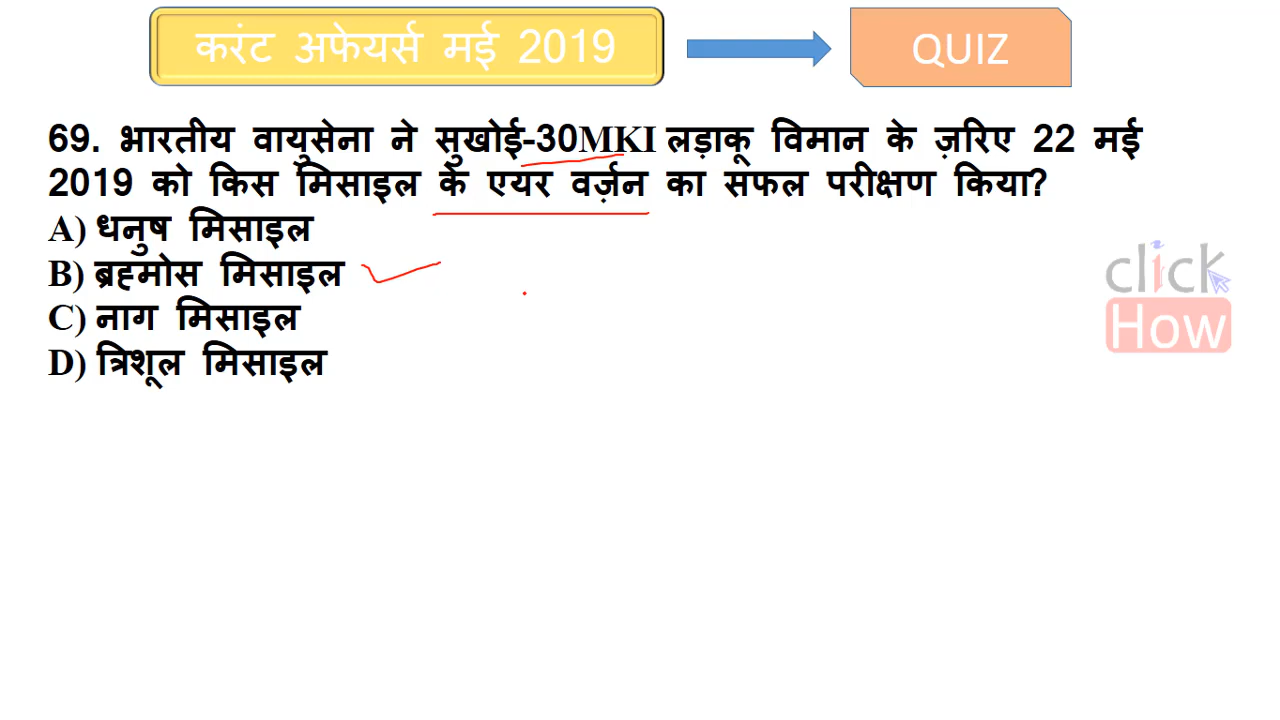 करंट अफेयर्स मई 2019
QUIZ
69. भारतीय वायुसेना ने सुखोई-30MKI लड़ाकू विमान के ज़रिए 22 मई
2019 को किस मिसाइल के एयर वर्ज़न का सफल परीक्षण किया?
A) धनुष मिसाइल
B) ब्रह्मोस मिसाइल
C) नाग मिसाइल
D) त्रिशूल मिसाइल
click
How